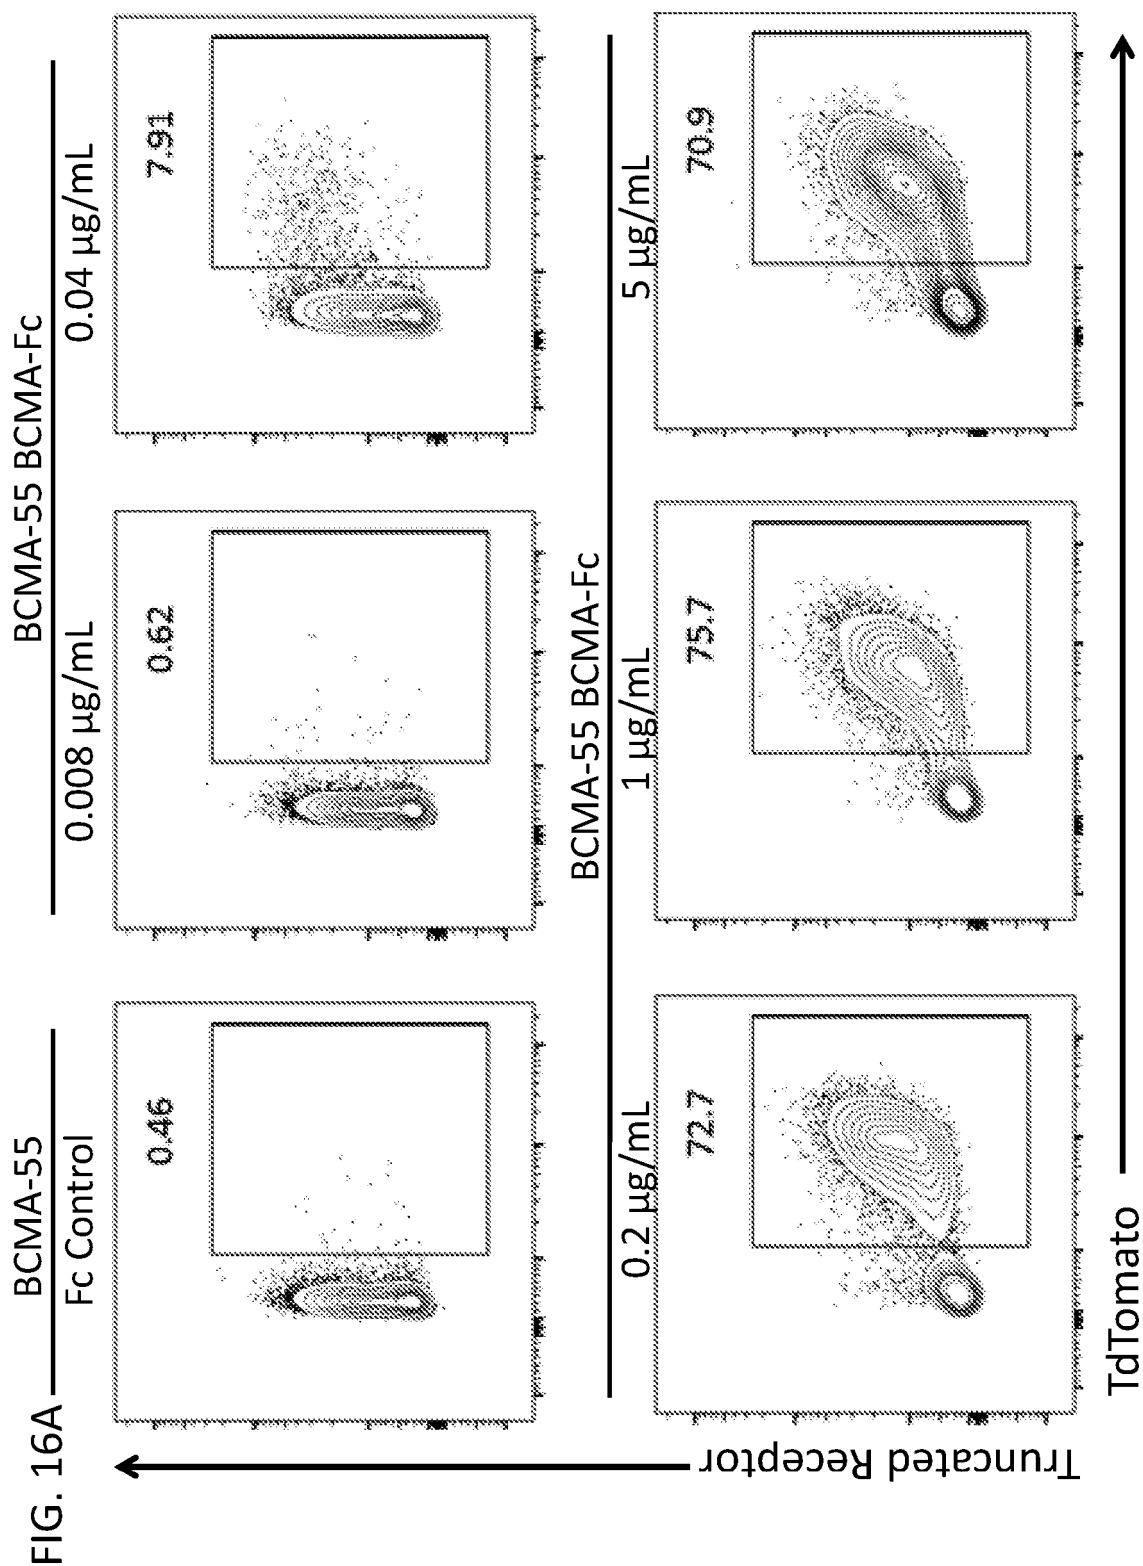 FIG. 16A
BCMA-55
Fc Control
BCMA-55 BCMA-Fc
0.008 µg/mL
0.04 µg/mL
0.46
0.62
7.91
BCMA-55 BCMA-Fc
0.2 µg/mL
1 µg/mL
5 µg/mL
72.7
75.7
70.9
Truncated Receptor
TdTomato